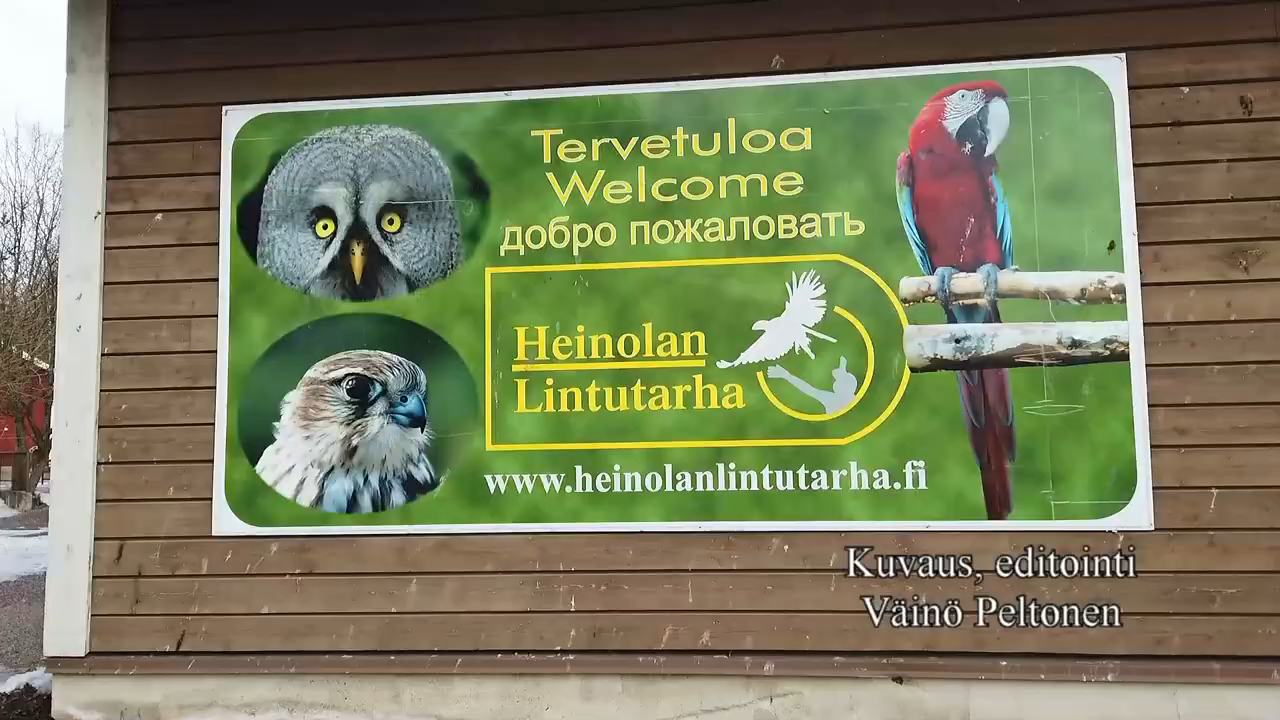 Tervetuloa
Welcome
добро пожаловать
Heinolan
Lintutarha
www.heinolanlintutarha.fi
Kuvaus, editointi
Väinö Peltonen